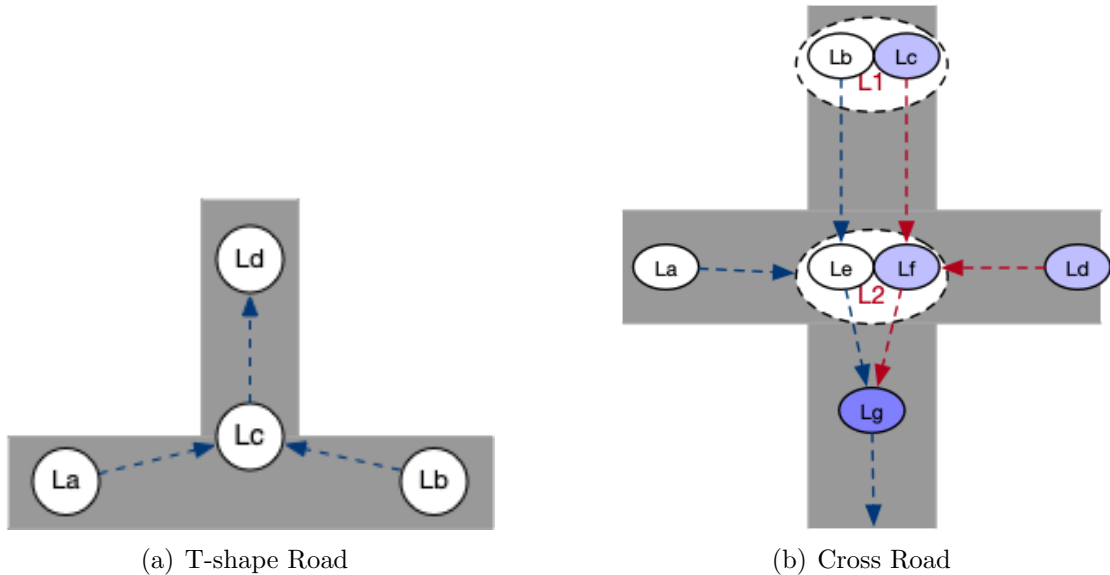 Lb Lc
L1
Ld
La Le Lf Ld
L2
Lc
Lg
La Lb
(a) T-shape Road
(b) Cross Road